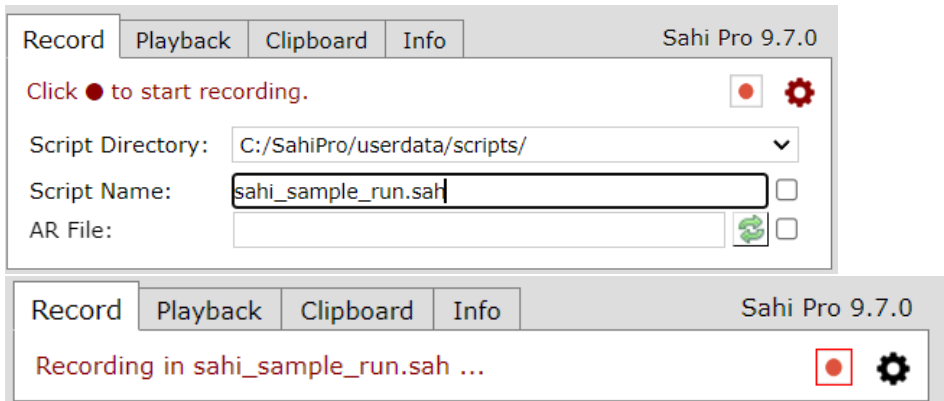 Record Playback Clipboard Info Sahi Pro 9.7.0
Click ● to start recording.
Script Directory: C:/SahiPro/userdata/scripts/
Script Name: sahi_sample_run.sah
AR File:
Record Playback Clipboard Info Sahi Pro 9.7.0
Recording in sahi_sample_run.sah ...